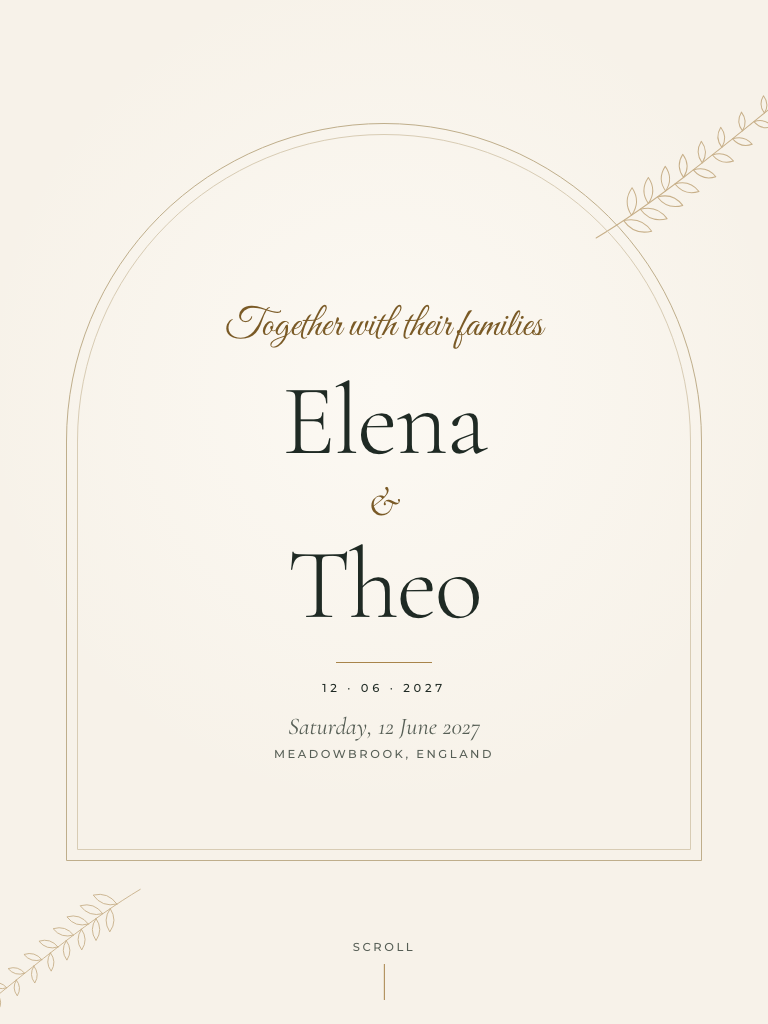 Together with their families
Elena
&
Theo
12 · 06 · 2027
Saturday, 12 June 2027
MEADOWBROOK, ENGLAND
SCROLL